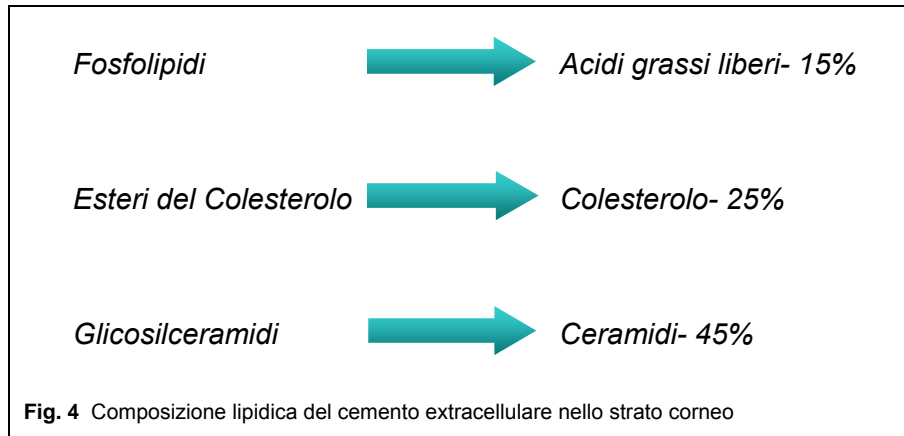 Fosfolipidi Acidi grassi liberi- 15%
Esteri del Colesterolo Colesterolo- 25%
Glicosilceramidi Ceramidi- 45%
Fig. 4 Composizione lipidica del cemento extracellulare nello strato corneo